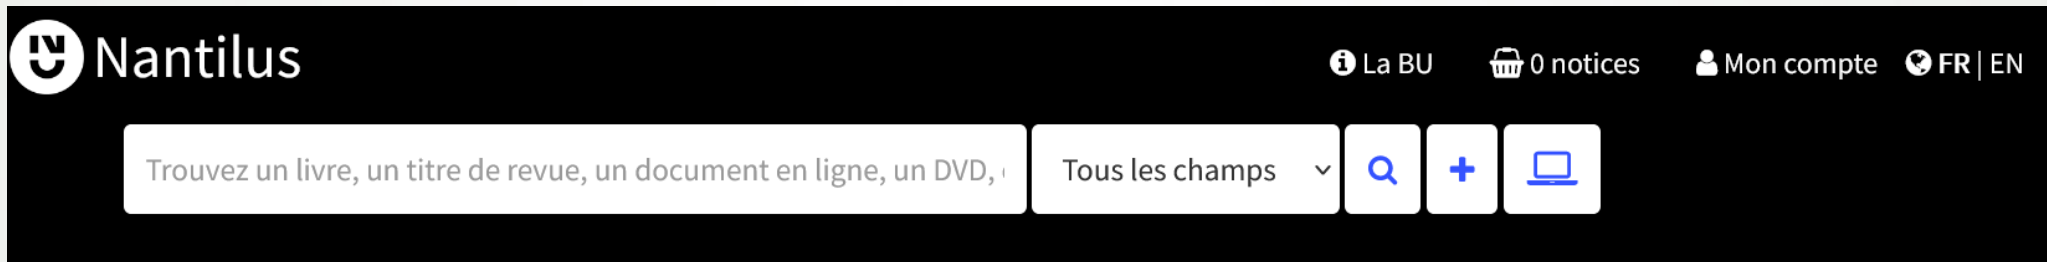 Nantilus
La BU 0 notices Mon compte FR | EN
Trouvez un livre, un titre de revue, un document en ligne, un DVD, Tous les champs